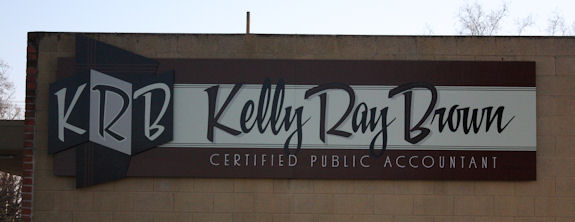 KRB
Kelly Ray Brown
CERTIFIED PUBLIC ACCOUNTANT